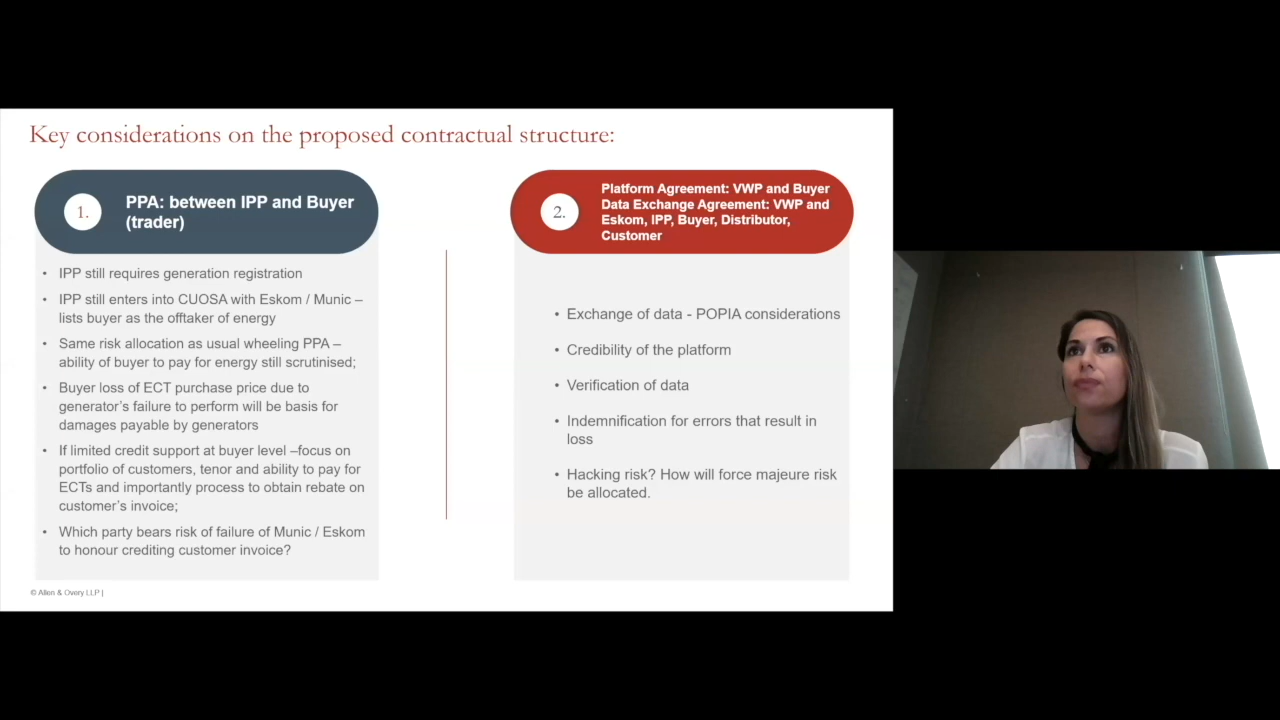 Key considerations on the proposed contractual structure:
1.
PPA: between IPP and Buyer
(trader)
• IPP still requires generation registration
• IPP still enters into CUOSA with Eskom / Munic –
lists buyer as the offtaker of energy
• Same risk allocation as usual wheeling PPA –
ability of buyer to pay for energy still scrutinised;
• Buyer loss of ECT purchase price due to
generator's failure to perform will be basis for
damages payable by generators
• If limited credit support at buyer level –focus on
portfolio of customers, tenor and ability to pay for
ECTs and importantly process to obtain rebate on
customer's invoice;
• Which party bears risk of failure of Munic / Eskom
to honour crediting customer invoice?
2.
Platform Agreement: VWP and Buyer
Data Exchange Agreement: VWP and
Eskom, IPP, Buyer, Distributor,
Customer
• Exchange of data - POPIA considerations
• Credibility of the platform
• Verification of data
• Indemnification for errors that result in
loss
• Hacking risk? How will force majeure risk
be allocated.
© Allen & Overy LLP |